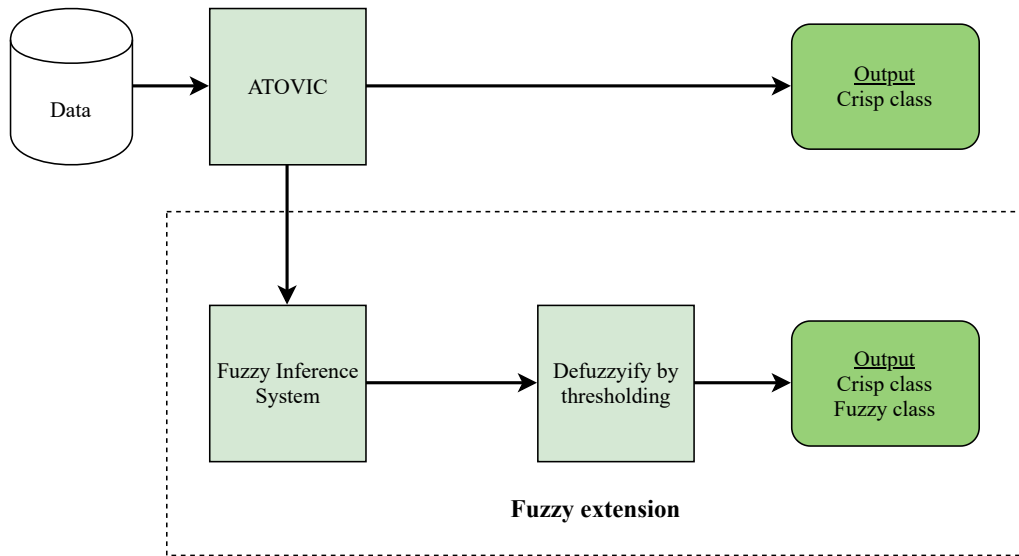 Data
ATOVIC
Output
Crisp class
Fuzzy Inference
System
Defuzzyify by
thresholding
Output
Crisp class
Fuzzy class
Fuzzy extension